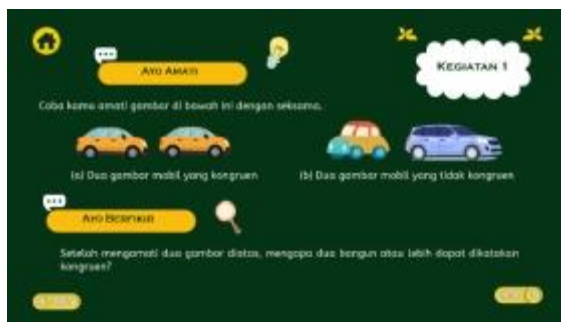 KEGIATAN 1
AYO AMATI
Coba kamu amati gambar di bawah ini dengan seksama.
(a) Dua gambar mobil yang kongruen
(b) Dua gambar mobil yang tidak kongruen
AYO BERPIKIR
Setelah mengamati dua gambar diatas, mengapa dua bangun atau lebih dapat dikatakan
kongruen?